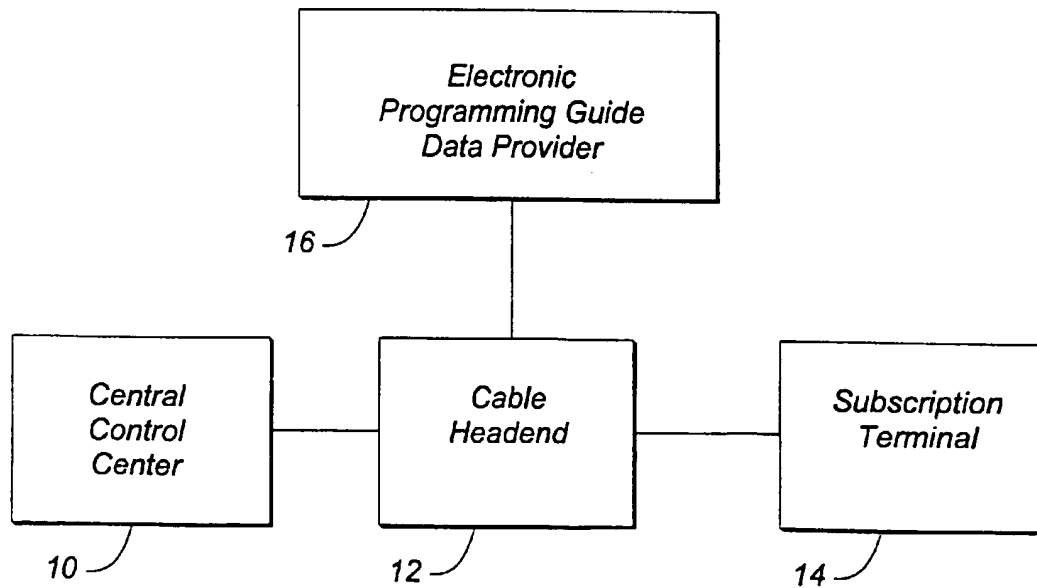 Electronic
Programming Guide
Data Provider
16
Central
Control
Center
10
Cable
Headend
12
Subscription
Terminal
14